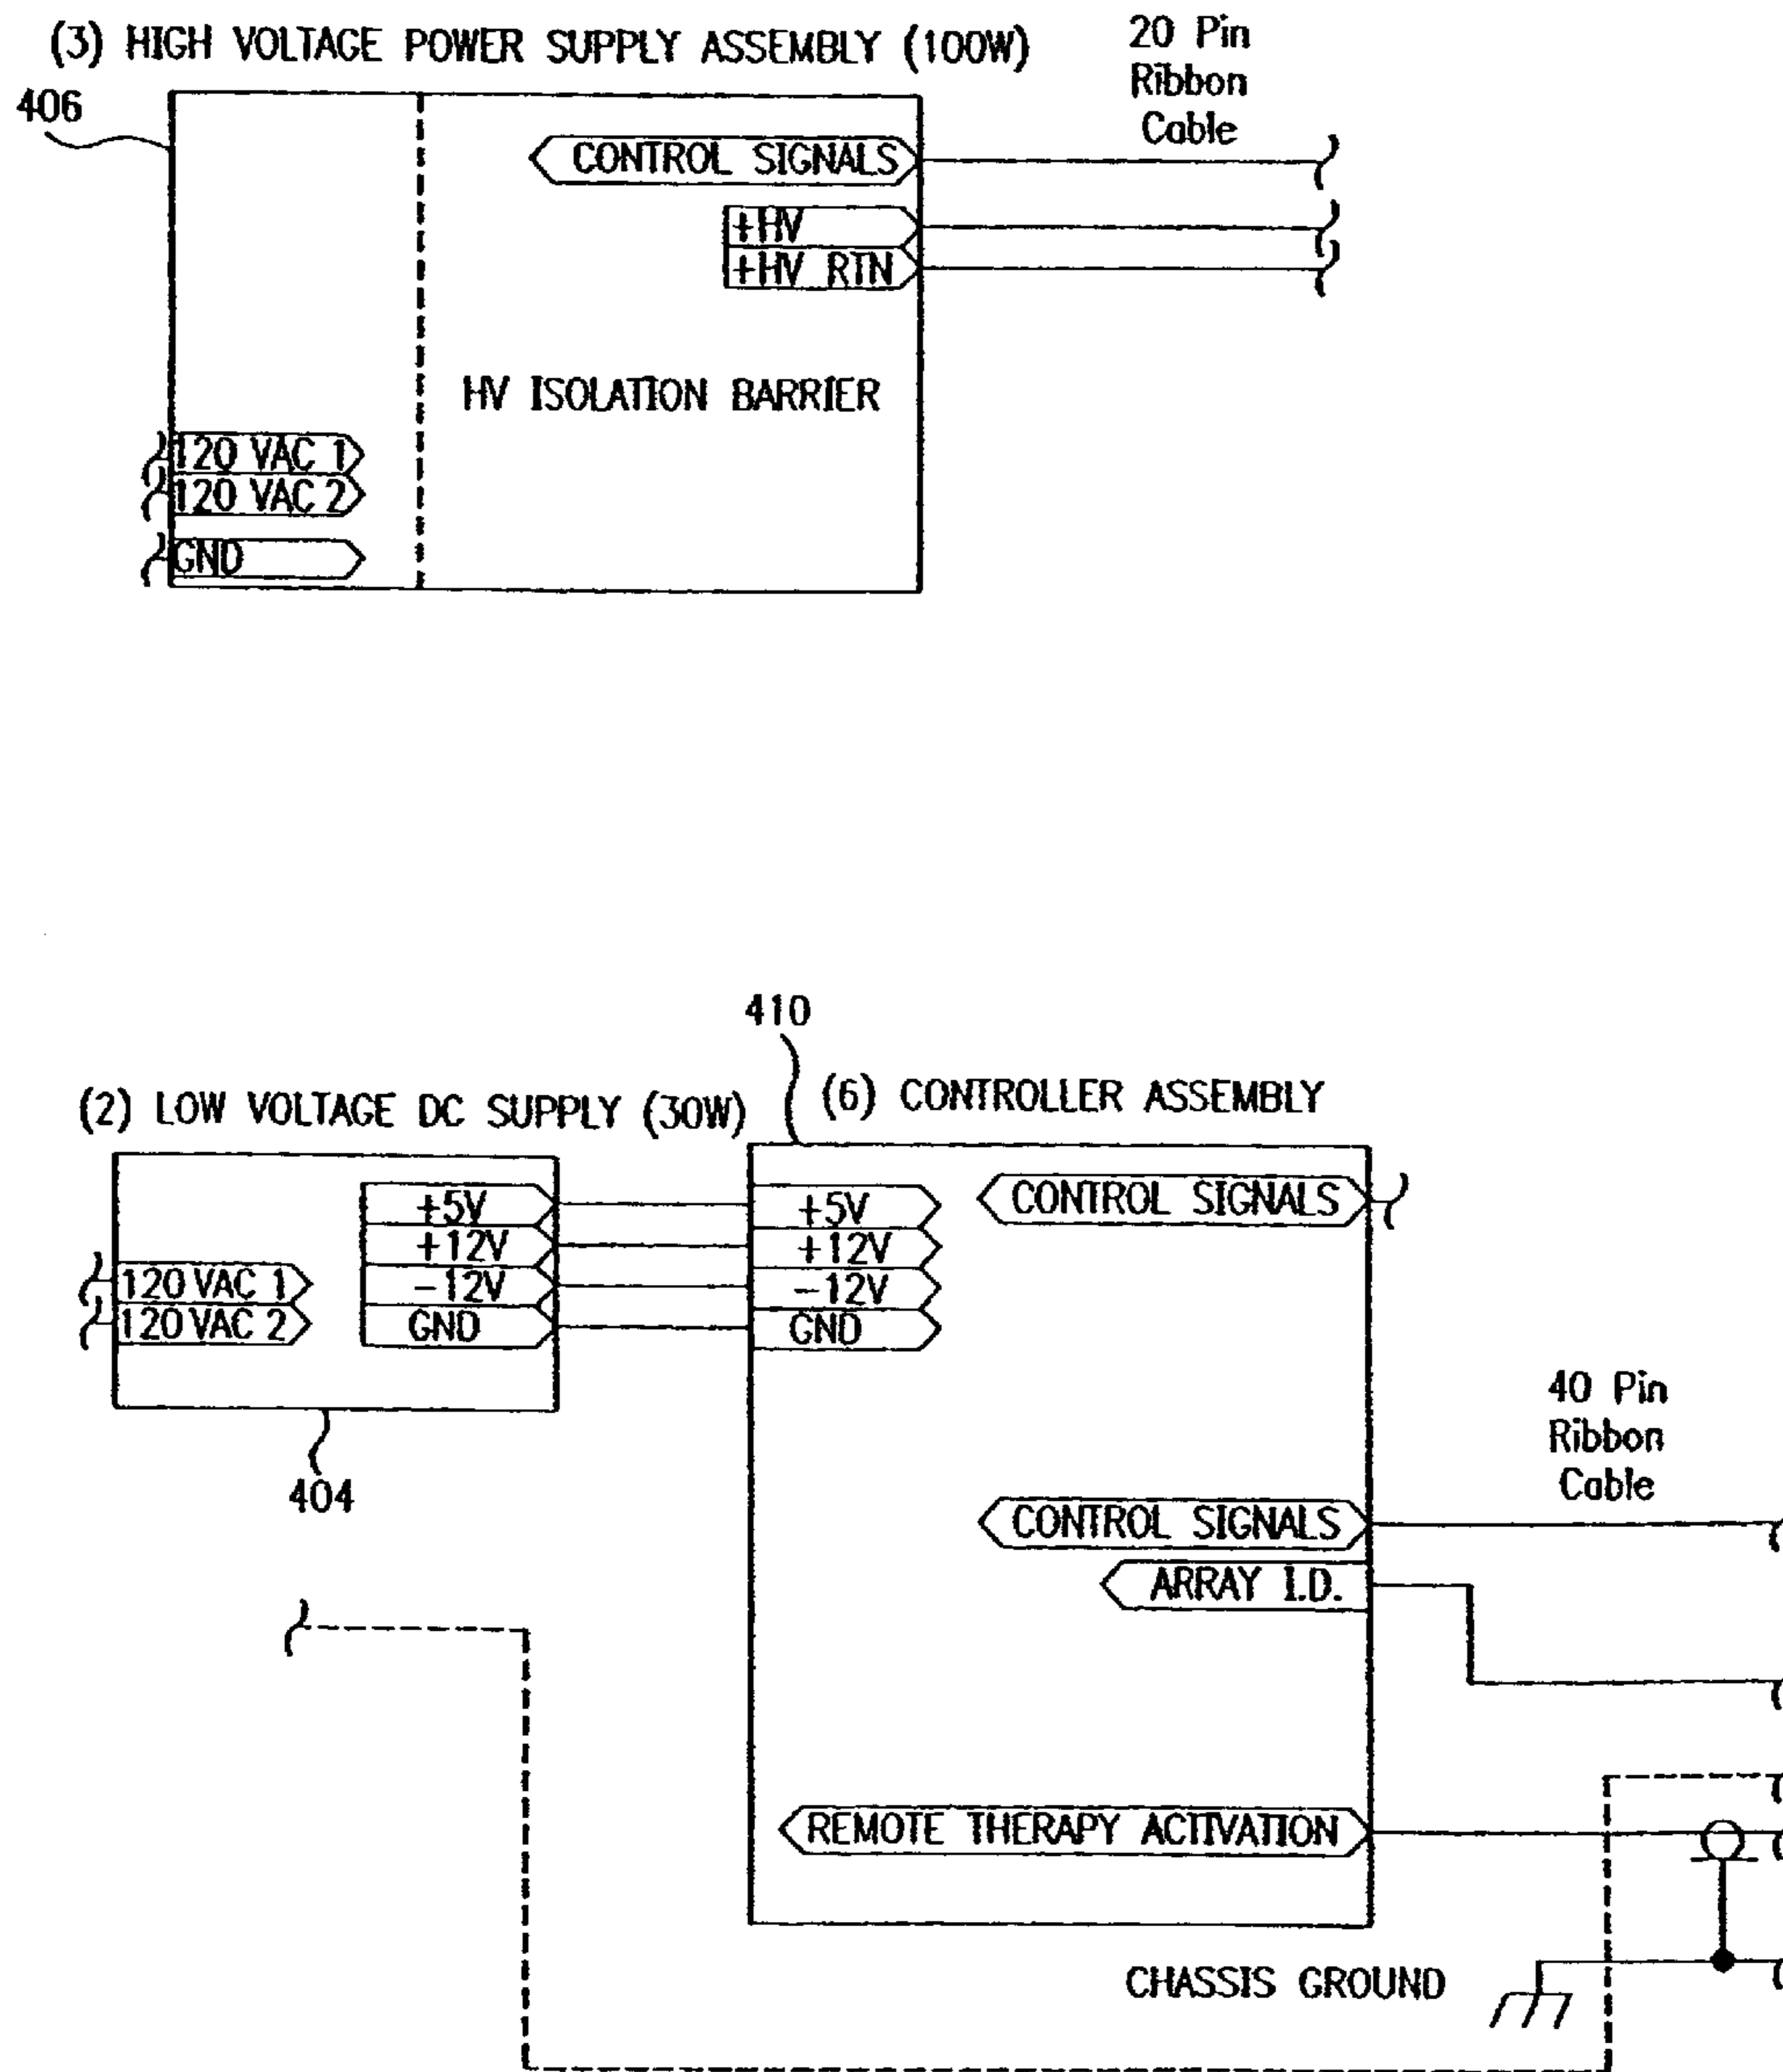 (3) HIGH VOLTAGE POWER SUPPLY ASSEMBLY (100W)
20 Pin
Ribbon
Cable
406
CONTROL SIGNALS
+HV
+HV RTN
HV ISOLATION BARRIER
120 VAC 1
120 VAC 2
GND
410
(2) LOW VOLTAGE DC SUPPLY (30W)
(6) CONTROLLER ASSEMBLY
+5V
+12V
-12V
GND
120 VAC 1
120 VAC 2
404
+5V
+12V
-12V
GND
CONTROL SIGNALS
40 Pin
Ribbon
Cable
CONTROL SIGNALS
ARRAY I.D.
REMOTE THERAPY ACTIVATION
CHASSIS GROUND